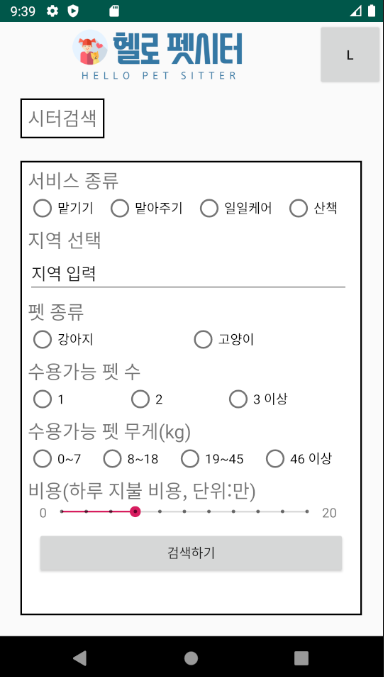 9:39
헬로 펫시터
HELLO PET SITTER
L
시터검색
서비스 종류
맡기기 맡아주기 일일케어 산책
지역 선택
지역 입력
펫 종류
강아지 고양이
수용가능 펫 수
1 2 3 이상
수용가능 펫 무게(kg)
0~7 8~18 19~45 46 이상
비용(하루 지불 비용, 단위:만)
0 20
검색하기